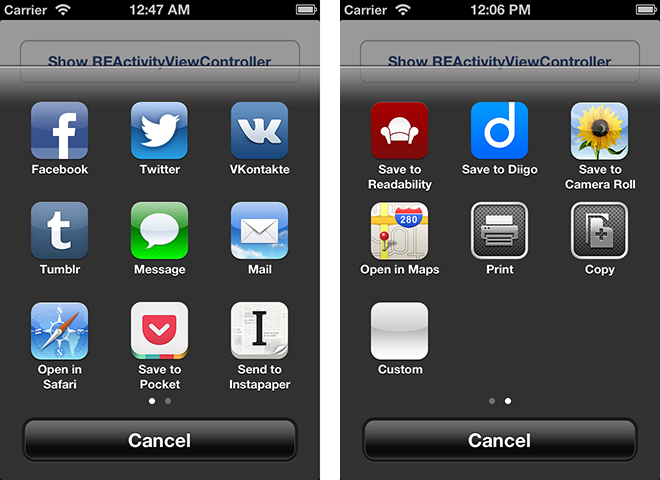 Carrier 12:47 AM
Show REActivityViewController
Facebook Twitter VKontakte
Tumblr Message Mail
Open in Safari
Save to Pocket
Send to Instapaper
Cancel
Carrier 12:06 PM
Show REActivityViewController
Save to Readability
Save to Diigo
Save to Camera Roll
280
Open in Maps Print Copy
Custom
Cancel